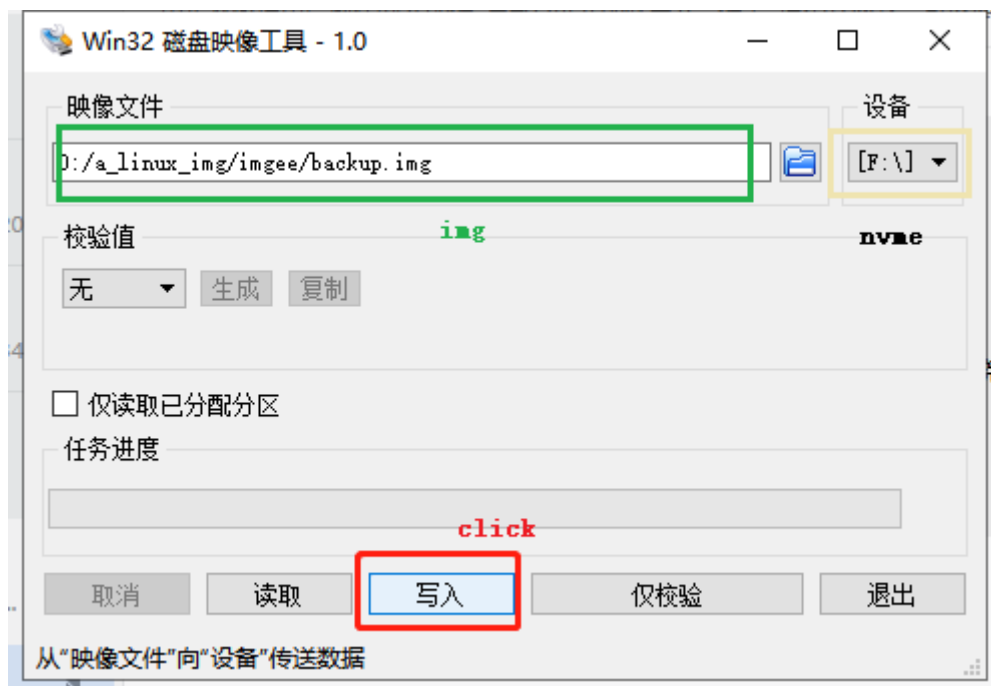 Win32 磁盘映像工具 - 1.0
映像文件
设备
D:/a_linux_img/imgee/backup.img
[F:\]
img
nvme
校验值
无
生成
复制
仅读取已分配分区
任务进度
click
取消
读取
写入
仅校验
退出
从“映像文件”向“设备”传送数据